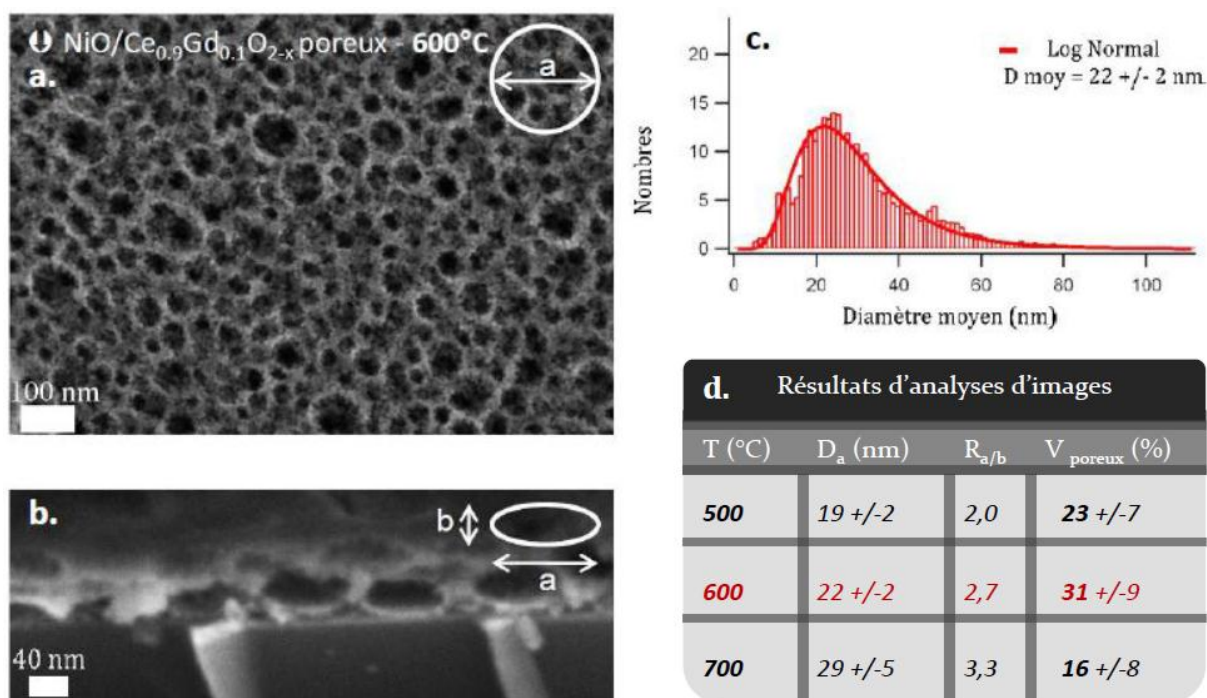 NiO/Ce0.9Gd0.1O2-x poreux - 600°C
a.
a
100 nm
b.
b
a
40 nm
c.
Log Normal
D moy = 22 +/- 2 nm
Nombres
20
15
10
5
0
0 20 40 60 80 100
Diamètre moyen (nm)
d. Résultats d'analyses d'images
T (°C) Da (nm) Ra/b V poreux (%)
500 19 +/-2 2,0 23 +/-7
600 22 +/-2 2,7 31 +/-9
700 29 +/-5 3,3 16 +/-8